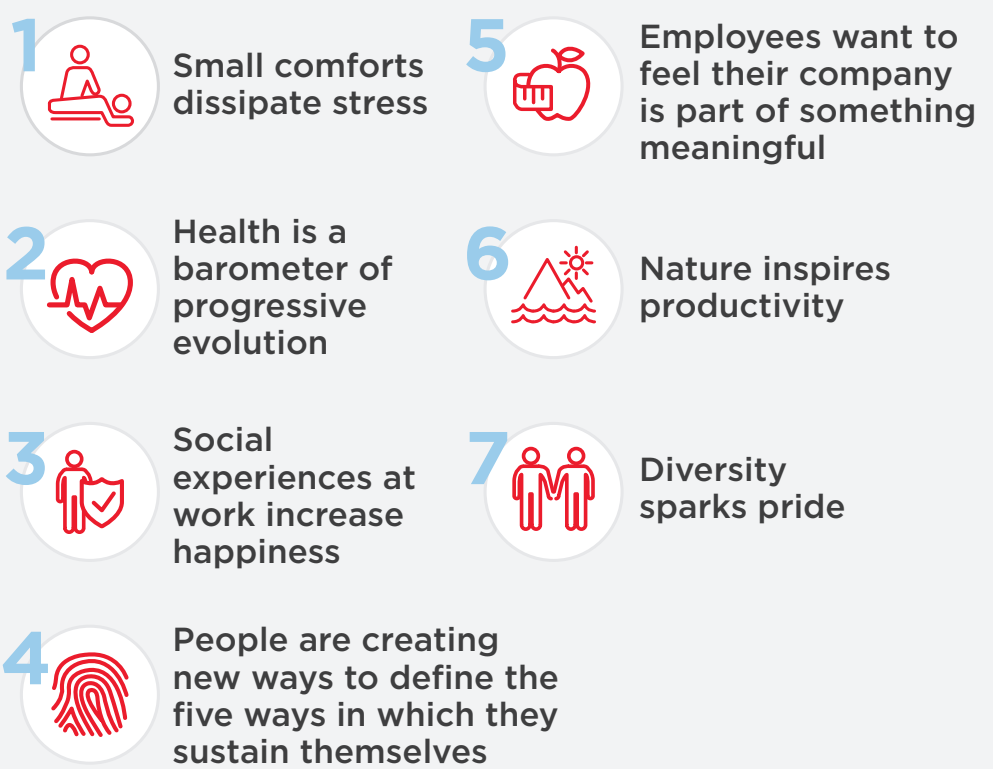 1
Small comforts
dissipate stress
2
Health is a
barometer of
progressive
evolution
3
Social
experiences at
work increase
happiness
4
People are creating
new ways to define the
five ways in which they
sustain themselves
5
Employees want to
feel their company
is part of something
meaningful
6
Nature inspires
productivity
7
Diversity
sparks pride